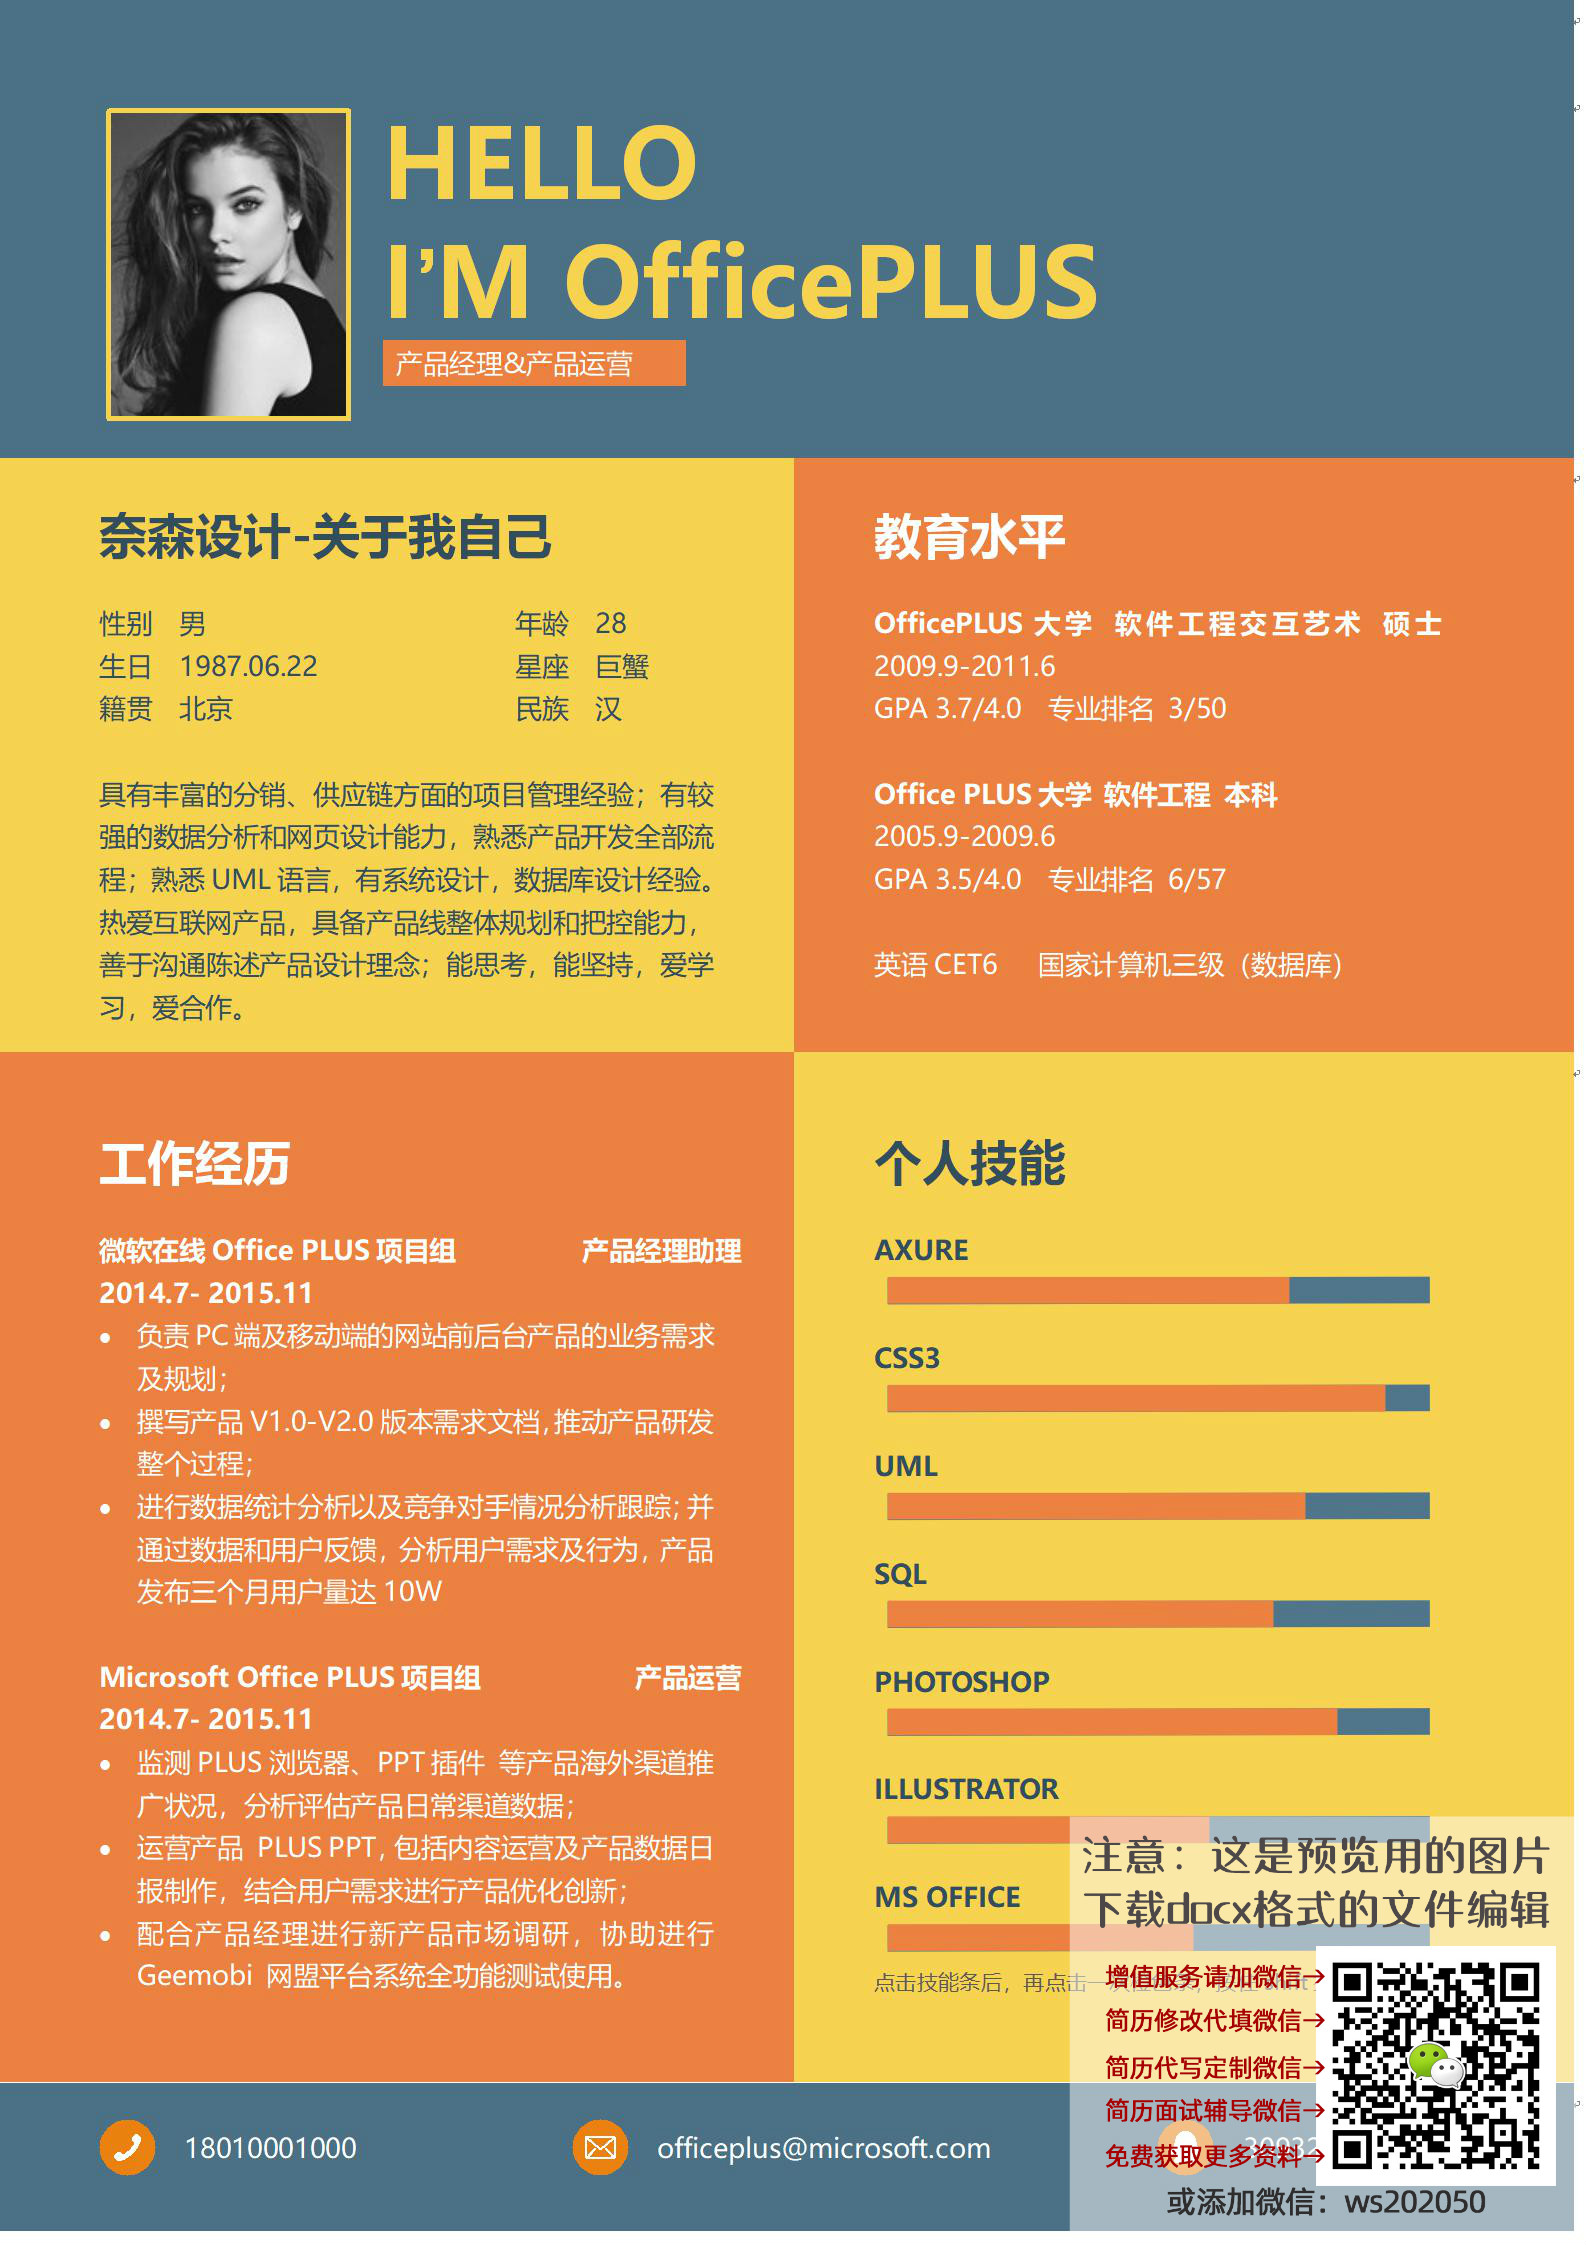 HELLO
I’M OfficePLUS
产品经理&产品运营
奈森设计-关于我自己
性别 男 年龄 28
生日 1987.06.22 星座 巨蟹
籍贯 北京 民族 汉
具有丰富的分销、供应链方面的项目管理经验；有较
强的数据分析和网页设计能力，熟悉产品开发全部流
程；熟悉 UML 语言，有系统设计，数据库设计经验。
热爱互联网产品，具备产品线整体规划和把控能力，
善于沟通陈述产品设计理念；能思考，能坚持，爱学
习，爱合作。
教育水平
OfficePLUS 大学 软件工程交互艺术 硕士
2009.9-2011.6
GPA 3.7/4.0 专业排名 3/50
Office PLUS 大学 软件工程 本科
2005.9-2009.6
GPA 3.5/4.0 专业排名 6/57
英语 CET6 国家计算机三级（数据库）
工作经历
微软在线 Office PLUS 项目组 产品经理助理
2014.7- 2015.11
● 负责 PC 端及移动端的网站前后台产品的业务需求
及规划；
● 撰写产品 V1.0-V2.0 版本需求文档，推动产品研发
整个过程；
● 进行数据统计分析以及竞争对手情况分析跟踪；并
通过数据和用户反馈，分析用户需求及行为，产品
发布三个月用户量达 10W
Microsoft Office PLUS 项目组 产品运营
2014.7- 2015.11
● 监测 PLUS 浏览器、PPT 插件 等产品海外渠道推
广状况，分析评估产品日常渠道数据；
● 运营产品 PLUS PPT，包括内容运营及产品数据日
报制作，结合用户需求进行产品优化创新；
● 配合产品经理进行新产品市场调研，协助进行
Geemobi 网盟平台系统全功能测试使用。
个人技能
AXURE
CSS3
UML
SQL
PHOTOSHOP
ILLUSTRATOR
MS OFFICE
点击技能条后，再点击一次
注意：这是预览用的图片
下载docx格式的文件编辑
增值服务请加微信→
简历修改代填微信→
简历代写定制微信→
简历面试辅导微信→
免费获取更多资料→
或添加微信：ws202050
18010001000
officeplus@microsoft.com